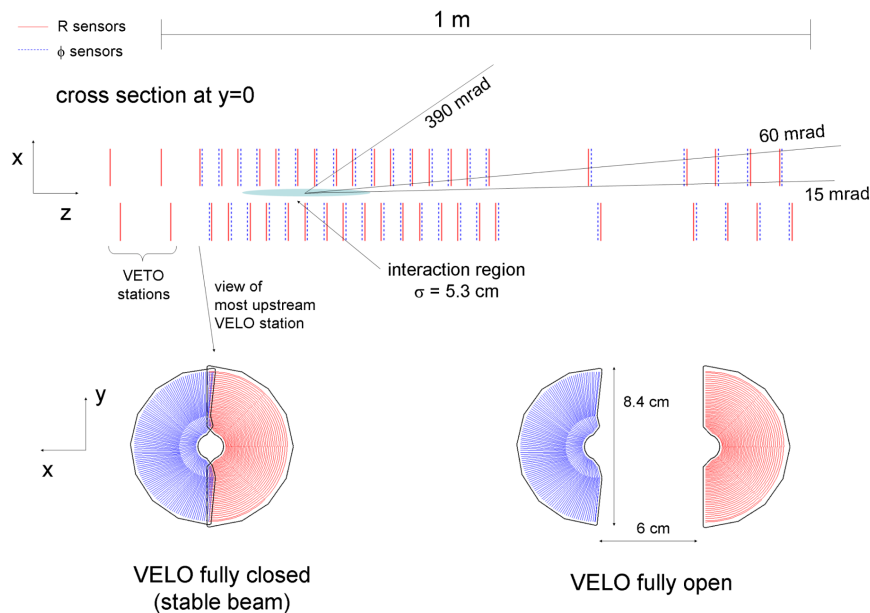 R sensors
1 m
ϕ sensors
cross section at y=0
390 mrad
60 mrad
x
z
15 mrad
VETO
stations
interaction region
σ = 5.3 cm
view of
most upstream
VELO station
y
x
8.4 cm
6 cm
VELO fully closed
(stable beam)
VELO fully open